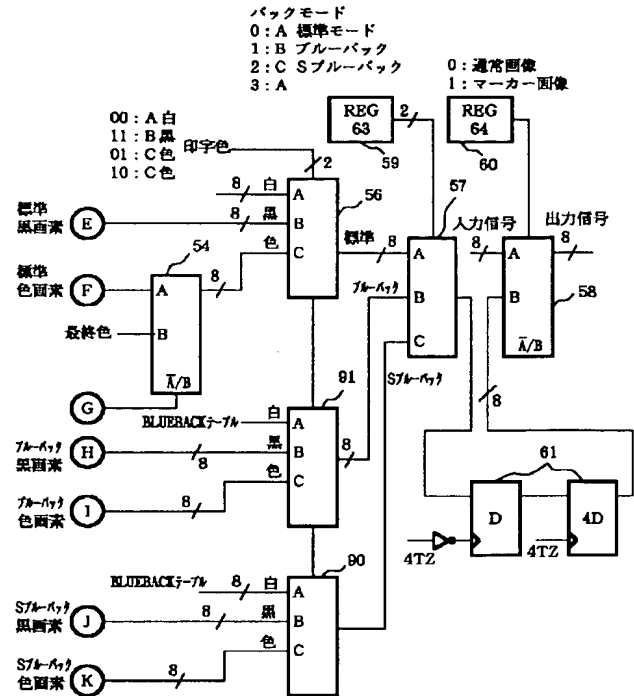 バックモード
0：A 標準モード
1：B ブルーバック
2：C Sブルーバック
3：A
0：通常画像
1：マーカー画像
00：A 白
11：B 黒
01：C 色
10：C 色
印字色
2
REG
63
2
59
REG
64
60
標準
黒画素
E
8
白
8
黒
色
A
B
C
56
標準
8
57
A
B
C
入力信号
8
A
B
A̅/B
出力信号
8
58
標準
色画素
F
54
8
A
B
A̅/B
最終色
G
ブルーバック
Sブルーバック
8
61
D
4D
4TZ
4TZ
91
BLUEBACKテーブル
白
黒
色
A
B
C
8
ブルーバック
黒画素
H
8
ブルーバック
色画素
I
8
90
BLUEBACKテーブル
8
白
黒
色
A
B
C
Sブルーバック
黒画素
J
8
Sブルーバック
色画素
K
8